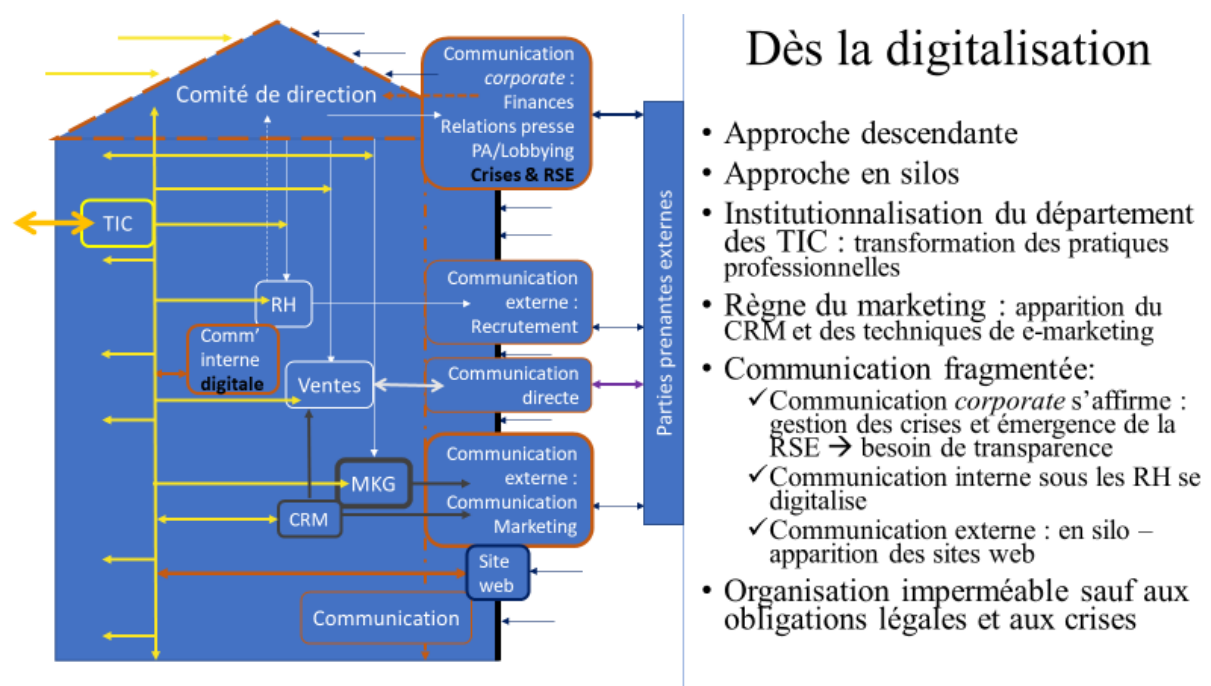 Comité de direction
Communication
corporate :
Finances
Relations presse
PA/Lobbying
Crises & RSE
TIC
RH
Comm’
interne
digitale
Ventes
MKG
CRM
Communication
externe :
Recrutement
Communication
directe
Communication
externe :
Communication
Marketing
Site
web
Communication
Parties prenantes externes
Dès la digitalisation
• Approche descendante
• Approche en silos
• Institutionnalisation du département
des TIC : transformation des pratiques
professionnelles
• Règne du marketing : apparition du
CRM et des techniques de e-marketing
• Communication fragmentée:
✓Communication corporate s’affirme :
gestion des crises et émergence de la
RSE → besoin de transparence
✓Communication interne sous les RH se
digitalise
✓Communication externe : en silo –
apparition des sites web
• Organisation imperméable sauf aux
obligations légales et aux crises